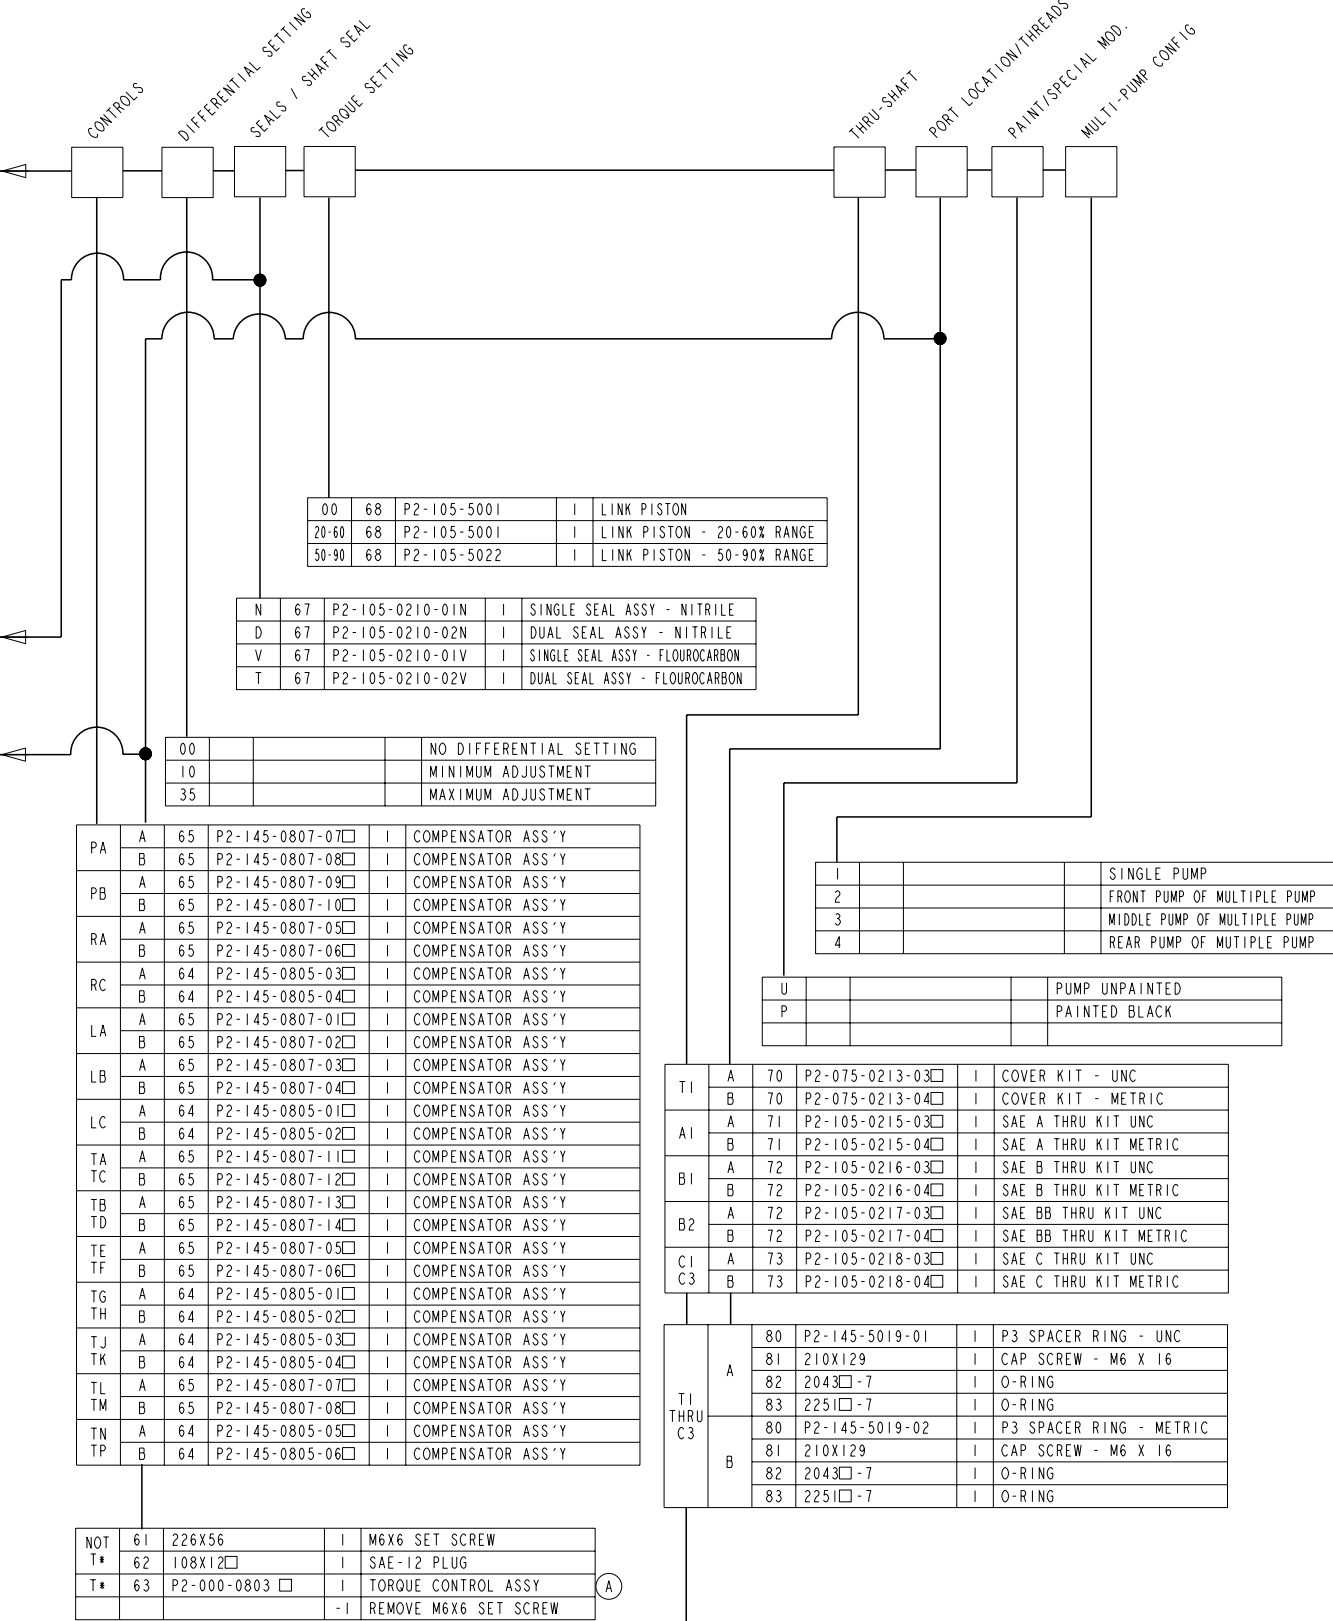 CONTROLS
DIFFERENTIAL SETTING
SEALS / SHAFT SEAL
TORQUE SETTING
THRU-SHAFT
PORT LOCATION/THREADS
PAINT/SPECIAL MOD.
MULTI-PUMP CONFIG
00 68 P2-105-5001 1 LINK PISTON
20-60 68 P2-105-5001 1 LINK PISTON - 20-60% RANGE
50-90 68 P2-105-5022 1 LINK PISTON - 50-90% RANGE
N 67 P2-105-0210-01N 1 SINGLE SEAL ASSY - NITRILE
D 67 P2-105-0210-02N 1 DUAL SEAL ASSY - NITRILE
V 67 P2-105-0210-01V 1 SINGLE SEAL ASSY - FLOUROCARBON
T 67 P2-105-0210-02V 1 DUAL SEAL ASSY - FLOUROCARBON
00 NO DIFFERENTIAL SETTING
10 MINIMUM ADJUSTMENT
35 MAXIMUM ADJUSTMENT
PA
A 65 P2-145-0807-07□ 1 COMPENSATOR ASS'Y
B 65 P2-145-0807-08□ 1 COMPENSATOR ASS'Y
PB
A 65 P2-145-0807-09□ 1 COMPENSATOR ASS'Y
B 65 P2-145-0807-10□ 1 COMPENSATOR ASS'Y
RA
A 65 P2-145-0807-05□ 1 COMPENSATOR ASS'Y
B 65 P2-145-0807-06□ 1 COMPENSATOR ASS'Y
RC
A 64 P2-145-0805-03□ 1 COMPENSATOR ASS'Y
B 64 P2-145-0805-04□ 1 COMPENSATOR ASS'Y
LA
A 65 P2-145-0807-01□ 1 COMPENSATOR ASS'Y
B 65 P2-145-0807-02□ 1 COMPENSATOR ASS'Y
LB
A 65 P2-145-0807-03□ 1 COMPENSATOR ASS'Y
B 65 P2-145-0807-04□ 1 COMPENSATOR ASS'Y
LC
A 64 P2-145-0805-01□ 1 COMPENSATOR ASS'Y
B 64 P2-145-0805-02□ 1 COMPENSATOR ASS'Y
TA
TC
A 65 P2-145-0807-11□ 1 COMPENSATOR ASS'Y
B 65 P2-145-0807-12□ 1 COMPENSATOR ASS'Y
TB
TD
A 65 P2-145-0807-13□ 1 COMPENSATOR ASS'Y
B 65 P2-145-0807-14□ 1 COMPENSATOR ASS'Y
TE
TF
A 65 P2-145-0807-05□ 1 COMPENSATOR ASS'Y
B 65 P2-145-0807-06□ 1 COMPENSATOR ASS'Y
TG
TH
A 64 P2-145-0805-01□ 1 COMPENSATOR ASS'Y
B 64 P2-145-0805-02□ 1 COMPENSATOR ASS'Y
TJ
TK
A 64 P2-145-0805-03□ 1 COMPENSATOR ASS'Y
B 64 P2-145-0805-04□ 1 COMPENSATOR ASS'Y
TL
TM
A 65 P2-145-0807-07□ 1 COMPENSATOR ASS'Y
B 65 P2-145-0807-08□ 1 COMPENSATOR ASS'Y
TN
TP
A 64 P2-145-0805-05□ 1 COMPENSATOR ASS'Y
B 64 P2-145-0805-06□ 1 COMPENSATOR ASS'Y
NOT
T*
61 226X56 1 M6X6 SET SCREW
62 108X12□ 1 SAE-12 PLUG
T* 63 P2-000-0803 □ 1 TORQUE CONTROL ASSY A
-1 REMOVE M6X6 SET SCREW
1 SINGLE PUMP
2 FRONT PUMP OF MULTIPLE PUMP
3 MIDDLE PUMP OF MULTIPLE PUMP
4 REAR PUMP OF MUTIPLE PUMP
U PUMP UNPAINTED
P PAINTED BLACK
T1
A 70 P2-075-0213-03□ 1 COVER KIT - UNC
B 70 P2-075-0213-04□ 1 COVER KIT - METRIC
A1
A 71 P2-105-0215-03□ 1 SAE A THRU KIT UNC
B 71 P2-105-0215-04□ 1 SAE A THRU KIT METRIC
B1
A 72 P2-105-0216-03□ 1 SAE B THRU KIT UNC
B 72 P2-105-0216-04□ 1 SAE B THRU KIT METRIC
B2
A 72 P2-105-0217-03□ 1 SAE BB THRU KIT UNC
B 72 P2-105-0217-04□ 1 SAE BB THRU KIT METRIC
C1
C3
A 73 P2-105-0218-03□ 1 SAE C THRU KIT UNC
B 73 P2-105-0218-04□ 1 SAE C THRU KIT METRIC
T1
THRU
C3
A
80 P2-145-5019-01 1 P3 SPACER RING - UNC
81 210X129 1 CAP SCREW - M6 X 16
82 2043□-7 1 O-RING
83 2251□-7 1 O-RING
B
80 P2-145-5019-02 1 P3 SPACER RING - METRIC
81 210X129 1 CAP SCREW - M6 X 16
82 2043□-7 1 O-RING
83 2251□-7 1 O-RING